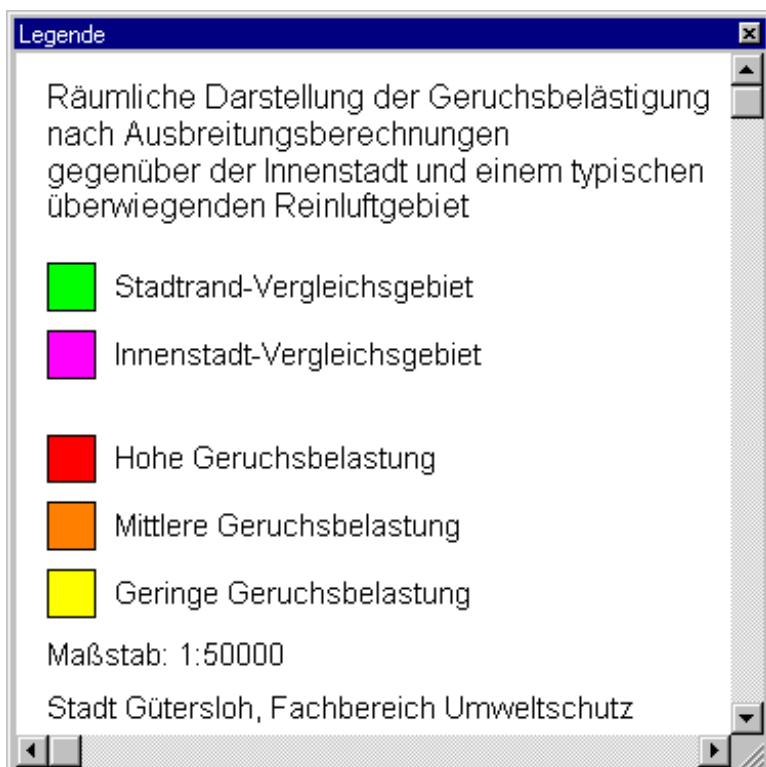 Legende
Räumliche Darstellung der Geruchsbelästigung
nach Ausbreitungsberechnungen
gegenüber der Innenstadt und einem typischen
überwiegenden Reinluftgebiet
Stadtrand-Vergleichsgebiet
Innenstadt-Vergleichsgebiet
Hohe Geruchsbelastung
Mittlere Geruchsbelastung
Geringe Geruchsbelastung
Maßstab: 1:50000
Stadt Gütersloh, Fachbereich Umweltschutz